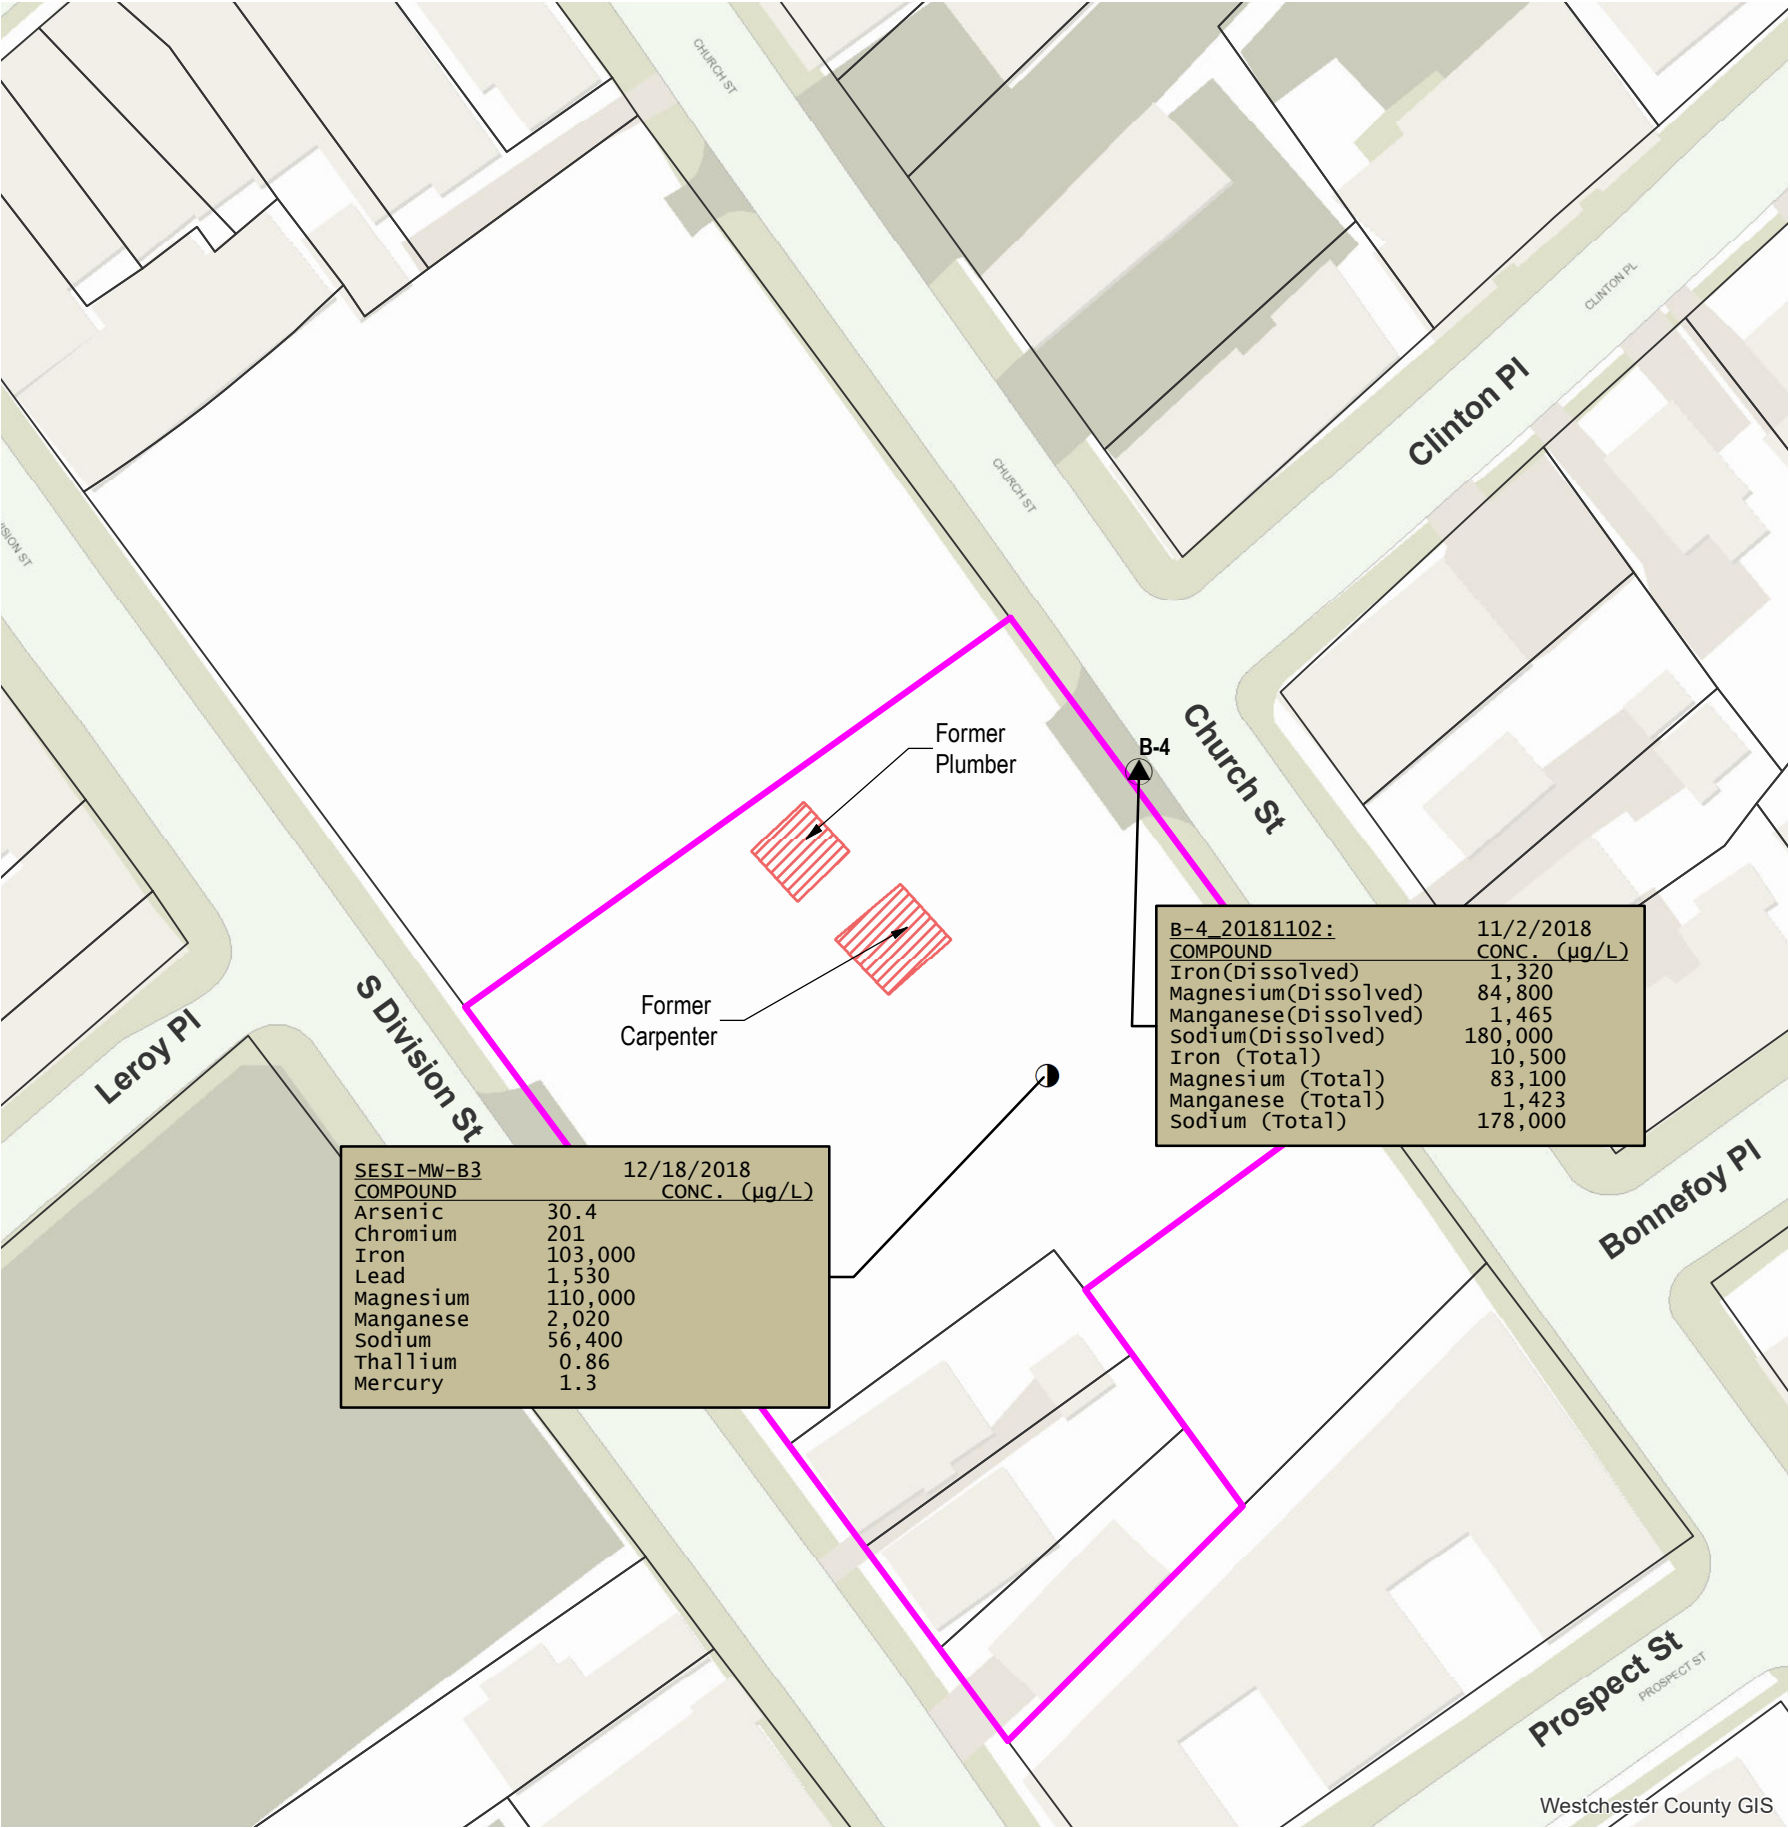 CHURCH ST
CLINTON PL
Clinton Pl
CHURCH ST
ISION ST
Former
Plumber
B-4
Church St
B-4_20181102: 11/2/2018
COMPOUND CONC. (µg/L)
Iron(Dissolved) 1,320
Magnesium(Dissolved) 84,800
Manganese(Dissolved) 1,465
Sodium(Dissolved) 180,000
Iron (Total) 10,500
Magnesium (Total) 83,100
Manganese (Total) 1,423
Sodium (Total) 178,000
Former
Carpenter
S Division St
Leroy Pl
SESI-MW-B3 12/18/2018
COMPOUND CONC. (µg/L)
Arsenic 30.4
Chromium 201
Iron 103,000
Lead 1,530
Magnesium 110,000
Manganese 2,020
Sodium 56,400
Thallium 0.86
Mercury 1.3
Bonnefoy Pl
Prospect St
PROSPECT ST
Westchester County GIS